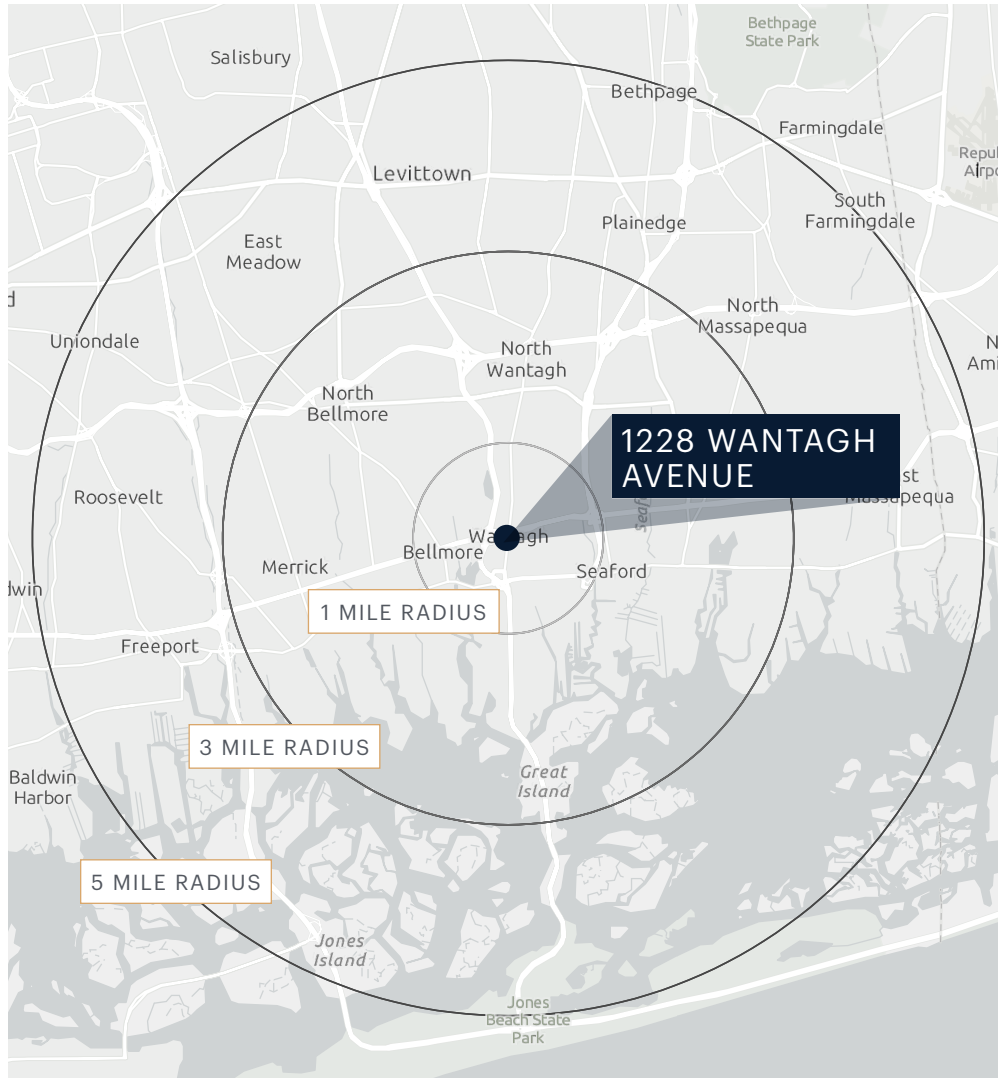 Bethpage
State Park
Salisbury
Bethpage
Farmingdale
Levittown
South
Farmingdale
Plainedge
East
Meadow
North
Massapequa
Uniondale
North
Wantagh
North
Bellmore
1228 WANTAGH
AVENUE
Roosevelt
Massapequa
Wantagh
Bellmore
Merrick
Seaford
1 MILE RADIUS
Freeport
3 MILE RADIUS
Great
Island
Baldwin
Harbor
5 MILE RADIUS
Jones
Island
Jones
Beach State
Park